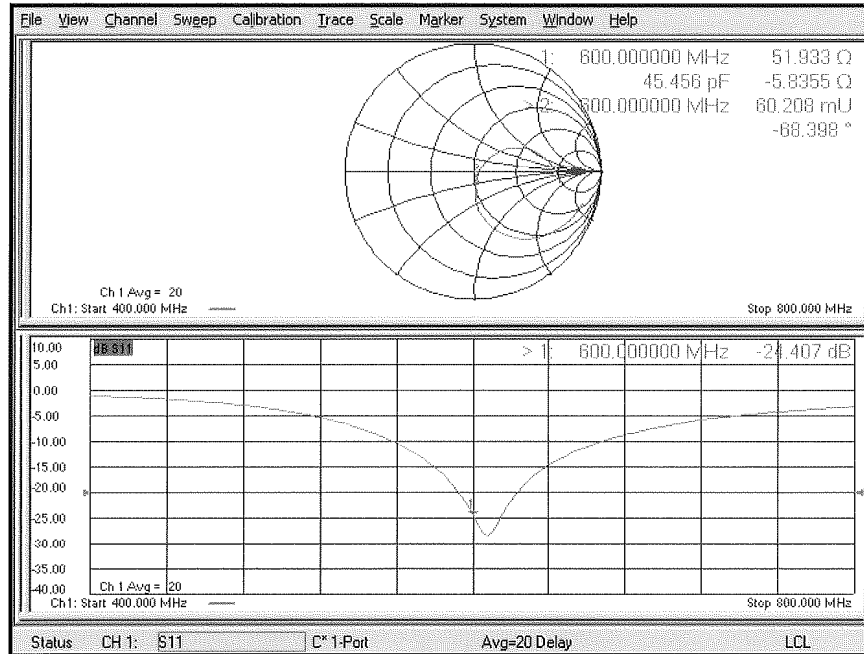 File View Channel Sweep Calibration Trace Scale Marker System Window Help
1: 600.000000 MHz 51.933 Ω
45.456 pF -5.8355 Ω
> 2: 600.000000 MHz 60.208 mU
-68.398 °
Ch 1 Avg = 20
Ch1: Start 400.000 MHz
Stop 800.000 MHz
10.00
dB S11
> 1: 600.000000 MHz -24.407 dB
5.00
0.00
-5.00
-10.00
-15.00
-20.00
1
-25.00
-30.00
-35.00
-40.00
Ch 1 Avg = 20
Ch1: Start 400.000 MHz
Stop 800.000 MHz
Status CH 1: S11 C* 1-Port Avg=20 Delay LCL